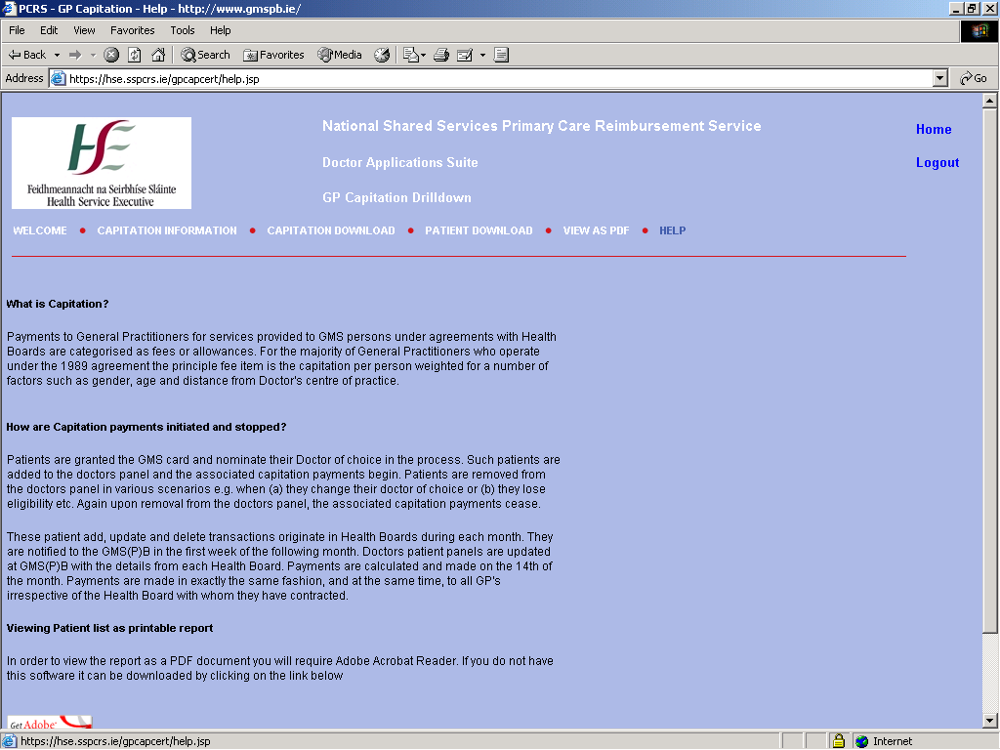 PCRS - GP Capitation - Help - http://www.gmspb.ie/
File Edit View Favorites Tools Help
Back Search Favorites Media
Address https://hse.sspcrs.ie/gpcapcert/help.jsp Go
National Shared Services Primary Care Reimbursement Service
Home
Doctor Applications Suite
Logout
Feidhmeannacht na Seirbhíse Sláinte
Health Service Executive
GP Capitation Drilldown
WELCOME • CAPITATION INFORMATION • CAPITATION DOWNLOAD • PATIENT DOWNLOAD • VIEW AS PDF • HELP
What is Capitation?
Payments to General Practitioners for services provided to GMS persons under agreements with Health
Boards are categorised as fees or allowances. For the majority of General Practitioners who operate
under the 1989 agreement the principle fee item is the capitation per person weighted for a number of
factors such as gender, age and distance from Doctor's centre of practice.
How are Capitation payments initiated and stopped?
Patients are granted the GMS card and nominate their Doctor of choice in the process. Such patients are
added to the doctors panel and the associated capitation payments begin. Patients are removed from
the doctors panel in various scenarios e.g. when (a) they change their doctor of choice or (b) they lose
eligibility etc. Again upon removal from the doctors panel, the associated capitation payments cease.
These patient add, update and delete transactions originate in Health Boards during each month. They
are notified to the GMS(P)B in the first week of the following month. Doctors patient panels are updated
at GMS(P)B with the details from each Health Board. Payments are calculated and made on the 14th of
the month. Payments are made in exactly the same fashion, and at the same time, to all GP's
irrespective of the Health Board with whom they have contracted.
Viewing Patient list as printable report
In order to view the report as a PDF document you will require Adobe Acrobat Reader. If you do not have
this software it can be downloaded by clicking on the link below
Get Adobe
https://hse.sspcrs.ie/gpcapcert/help.jsp Internet